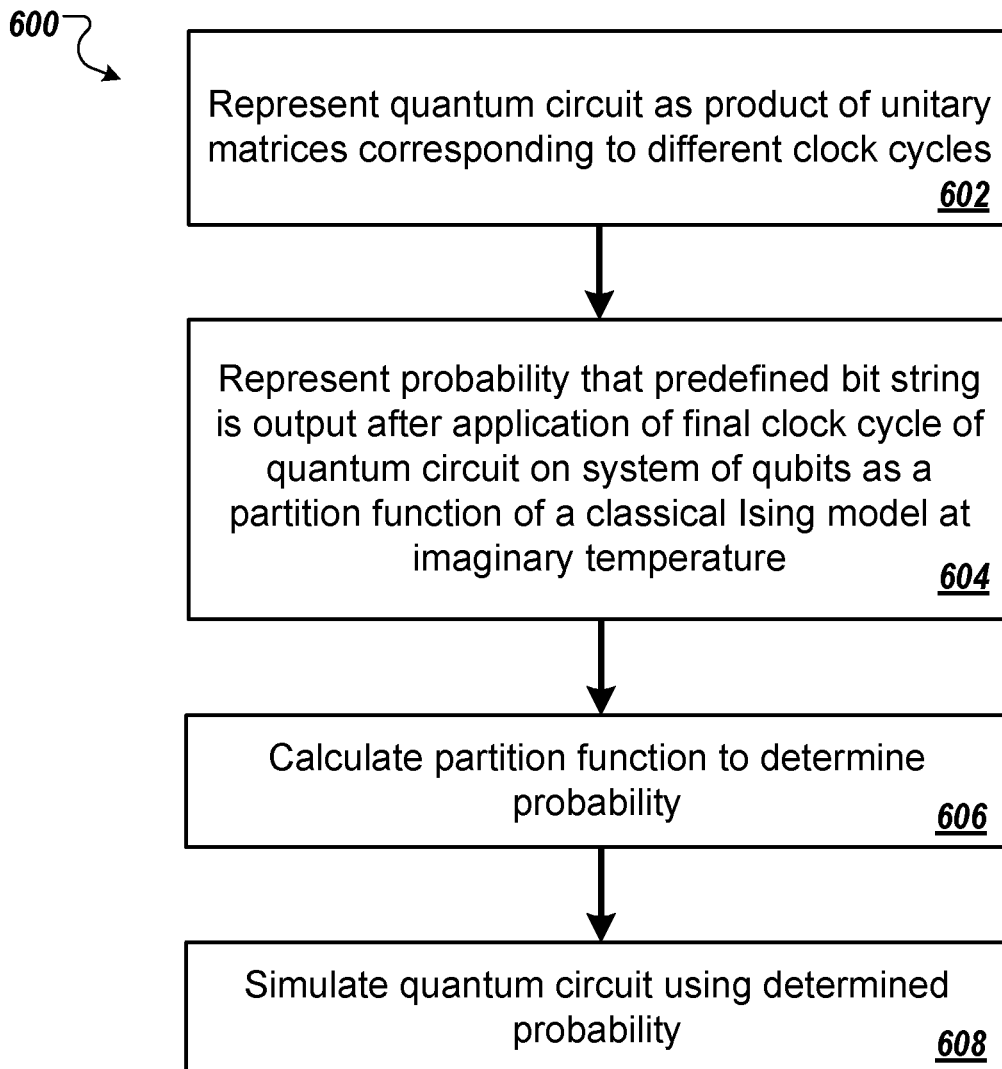 600
Represent quantum circuit as product of unitary
matrices corresponding to different clock cycles
602
Represent probability that predefined bit string
is output after application of final clock cycle of
quantum circuit on system of qubits as a
partition function of a classical Ising model at
imaginary temperature
604
Calculate partition function to determine
probability
606
Simulate quantum circuit using determined
probability
608